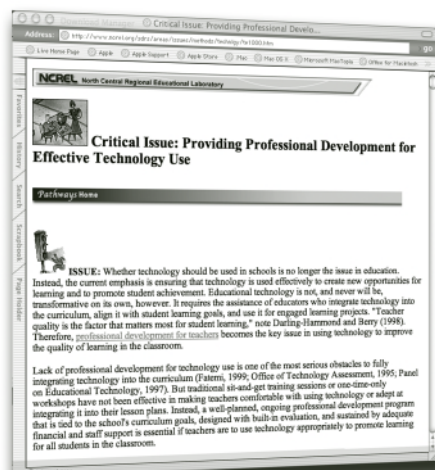 Download Manager
Critical Issue: Providing Professional Develo...
Address:
go
Live Home Page
Apple
Apple Support
Apple Store
Mac
Mac OS X
Microsoft MacTopia
Office for Macintosh
Favorites
History
Search
Scrapbook
Page Holder
NCREL North Central Regional Educational Laboratory
Critical Issue: Providing Professional Development for
Effective Technology Use
Pathways Home
ISSUE: Whether technology should be used in schools is no longer the issue in education.
Instead, the current emphasis is ensuring that technology is used effectively to create new opportunities for
learning and to promote student achievement. Educational technology is not, and never will be,
transformative on its own, however. It requires the assistance of educators who integrate technology into
the curriculum, align it with student learning goals, and use it for engaged learning projects. "Teacher
quality is the factor that matters most for student learning," note Darling-Hammond and Berry (1998).
Therefore, professional development for teachers becomes the key issue in using technology to improve
the quality of learning in the classroom.
Lack of professional development for technology use is one of the most serious obstacles to fully
integrating technology into the curriculum (Fatemi, 1999; Office of Technology Assessment, 1995; Panel
on Educational Technology, 1997). But traditional sit-and-get training sessions or one-time-only
workshops have not been effective in making teachers comfortable with using technology or adept at
integrating it into their lesson plans. Instead, a well-planned, ongoing professional development program
that is tied to the school's curriculum goals, designed with built-in evaluation, and sustained by adequate
financial and staff support is essential if teachers are to use technology appropriately to promote learning
for all students in the classroom.